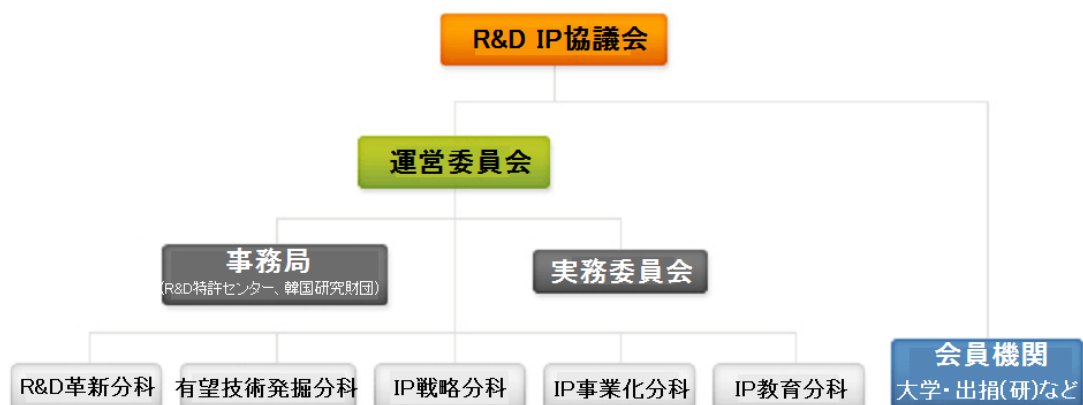 R&D IP協議会
運営委員会
事務局
(R&D特許センター、韓国研究財団)
実務委員会
R&D革新分科
有望技術発掘分科
IP戦略分科
IP事業化分科
IP教育分科
会員機関
大学・出捐(研)など